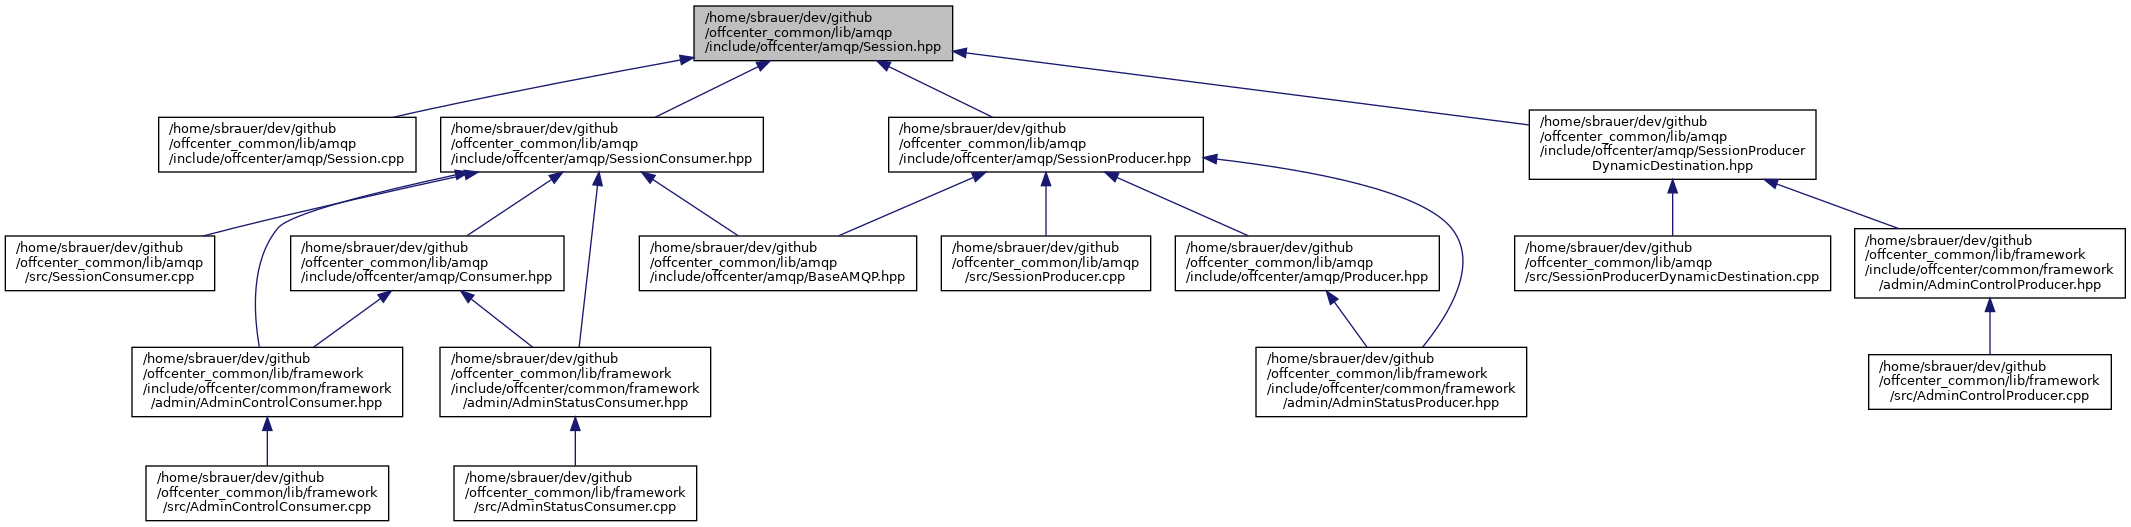 /home/sbrauer/dev/github
/offcenter_common/lib/amqp
/include/offcenter/amqp/Session.hpp
/home/sbrauer/dev/github
/offcenter_common/lib/amqp
/include/offcenter/amqp/Session.cpp
/home/sbrauer/dev/github
/offcenter_common/lib/amqp
/include/offcenter/amqp/SessionConsumer.hpp
/home/sbrauer/dev/github
/offcenter_common/lib/amqp
/include/offcenter/amqp/SessionProducer.hpp
/home/sbrauer/dev/github
/offcenter_common/lib/amqp
/include/offcenter/amqp/SessionProducer
DynamicDestination.hpp
/home/sbrauer/dev/github
/offcenter_common/lib/amqp
/src/SessionConsumer.cpp
/home/sbrauer/dev/github
/offcenter_common/lib/amqp
/include/offcenter/amqp/Consumer.hpp
/home/sbrauer/dev/github
/offcenter_common/lib/amqp
/include/offcenter/amqp/BaseAMQP.hpp
/home/sbrauer/dev/github
/offcenter_common/lib/amqp
/src/SessionProducer.cpp
/home/sbrauer/dev/github
/offcenter_common/lib/amqp
/include/offcenter/amqp/Producer.hpp
/home/sbrauer/dev/github
/offcenter_common/lib/amqp
/src/SessionProducerDynamicDestination.cpp
/home/sbrauer/dev/github
/offcenter_common/lib/framework
/include/offcenter/common/framework
/admin/AdminControlProducer.hpp
/home/sbrauer/dev/github
/offcenter_common/lib/framework
/include/offcenter/common/framework
/admin/AdminControlConsumer.hpp
/home/sbrauer/dev/github
/offcenter_common/lib/framework
/include/offcenter/common/framework
/admin/AdminStatusConsumer.hpp
/home/sbrauer/dev/github
/offcenter_common/lib/framework
/include/offcenter/common/framework
/admin/AdminStatusProducer.hpp
/home/sbrauer/dev/github
/offcenter_common/lib/framework
/src/AdminControlProducer.cpp
/home/sbrauer/dev/github
/offcenter_common/lib/framework
/src/AdminControlConsumer.cpp
/home/sbrauer/dev/github
/offcenter_common/lib/framework
/src/AdminStatusConsumer.cpp